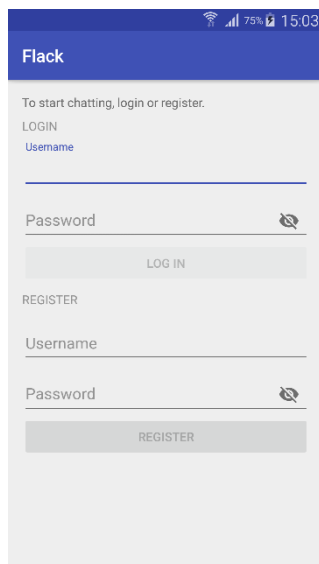 75% 15:03
Flack
To start chatting, login or register.
LOGIN
Username
Password
LOG IN
REGISTER
Username
Password
REGISTER